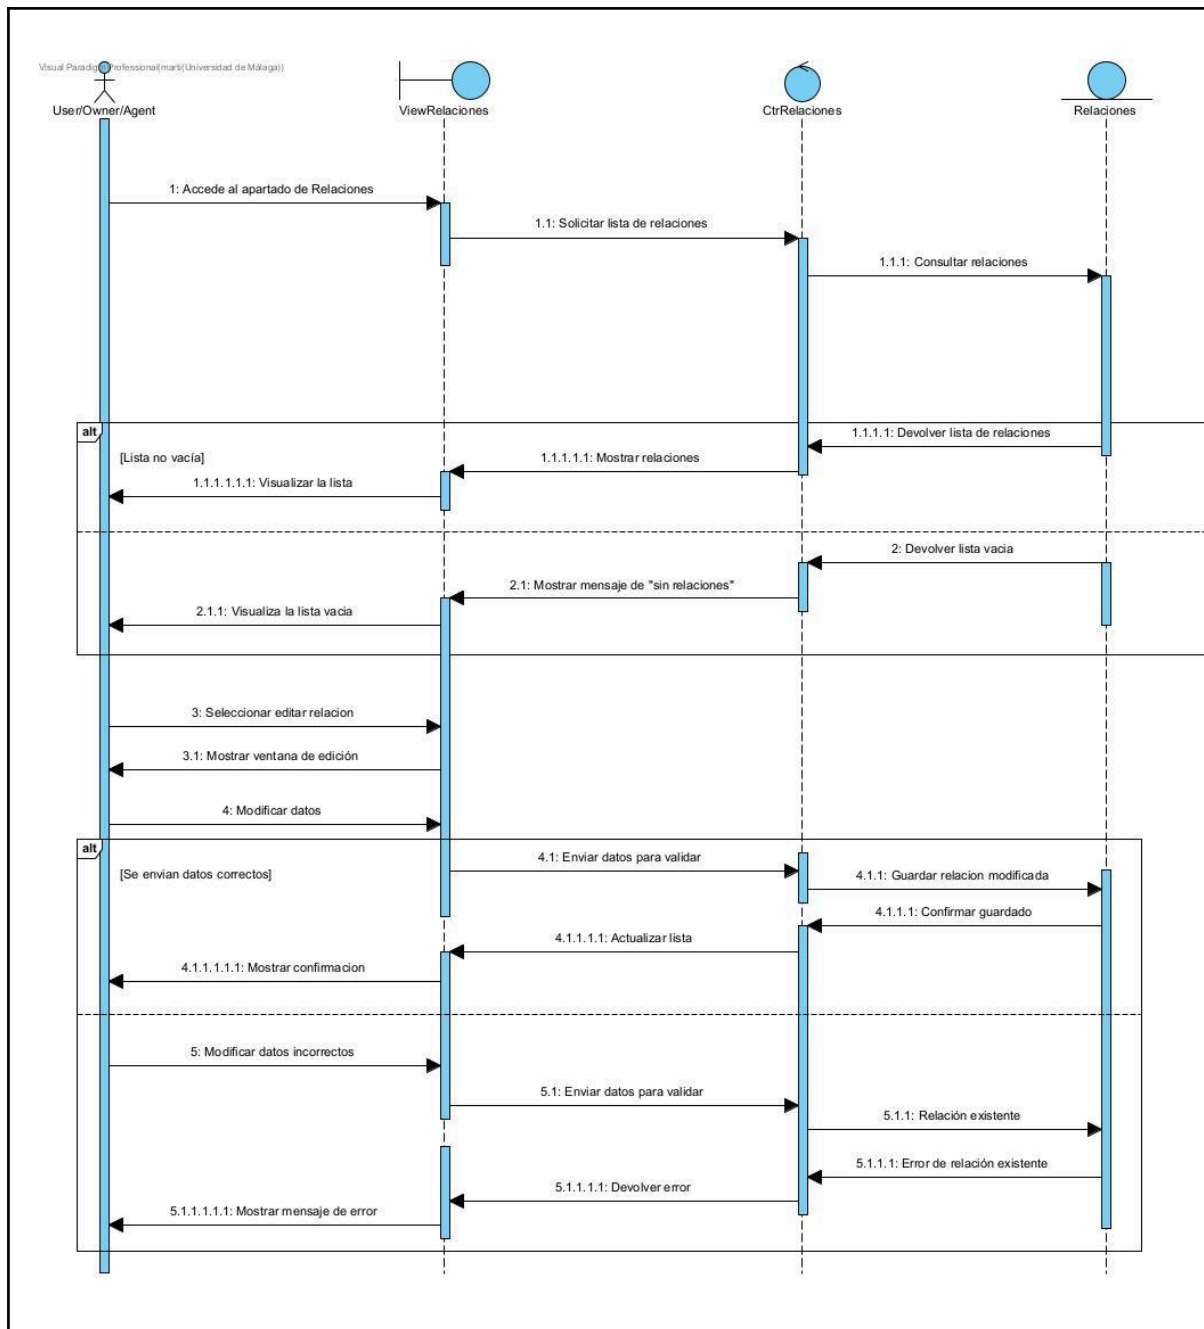 Visual Paradigm Professional(marti(Universidad de Málaga))
User/Owner/Agent
ViewRelaciones
CtrRelaciones
Relaciones
1: Accede al apartado de Relaciones
1.1: Solicitar lista de relaciones
1.1.1: Consultar relaciones
alt
1.1.1.1: Devolver lista de relaciones
[Lista no vacía]
1.1.1.1.1: Mostrar relaciones
1.1.1.1.1.1: Visualizar la lista
2: Devolver lista vacia
2.1: Mostrar mensaje de "sin relaciones"
2.1.1: Visualiza la lista vacia
3: Seleccionar editar relacion
3.1: Mostrar ventana de edición
4: Modificar datos
alt
4.1: Enviar datos para validar
[Se envian datos correctos]
4.1.1: Guardar relacion modificada
4.1.1.1: Confirmar guardado
4.1.1.1.1: Actualizar lista
4.1.1.1.1.1: Mostrar confirmacion
5: Modificar datos incorrectos
5.1: Enviar datos para validar
5.1.1: Relación existente
5.1.1.1: Error de relación existente
5.1.1.1.1: Devolver error
5.1.1.1.1.1: Mostrar mensaje de error